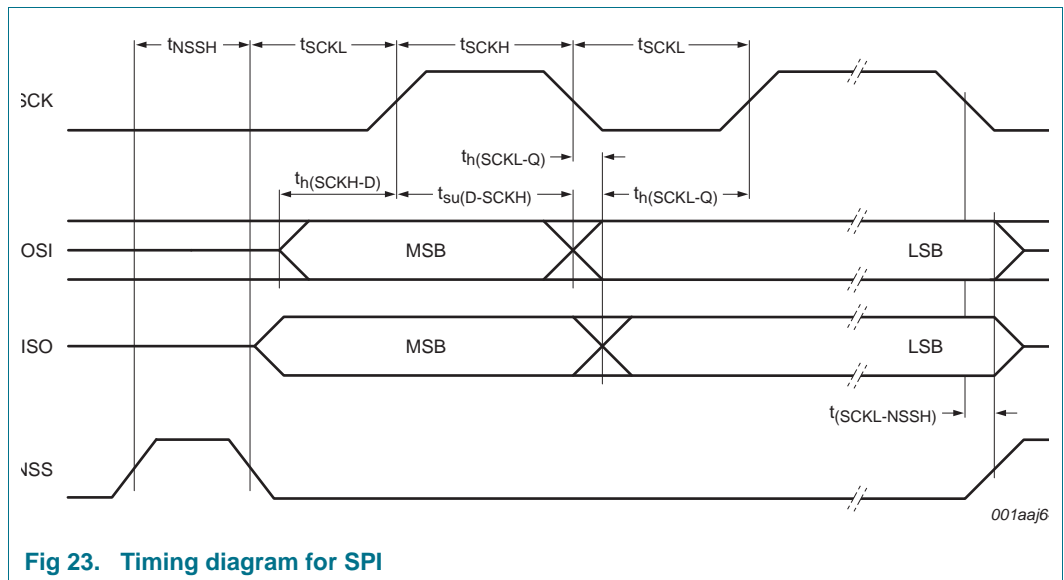 tNSSH tSCKL tSCKH tSCKL
SCK
th(SCKL-Q)
th(SCKH-D) tsu(D-SCKH) th(SCKL-Q)
OSI MSB LSB
ISO MSB LSB
t(SCKL-NSSH)
NSS
001aaj6
Fig 23. Timing diagram for SPI